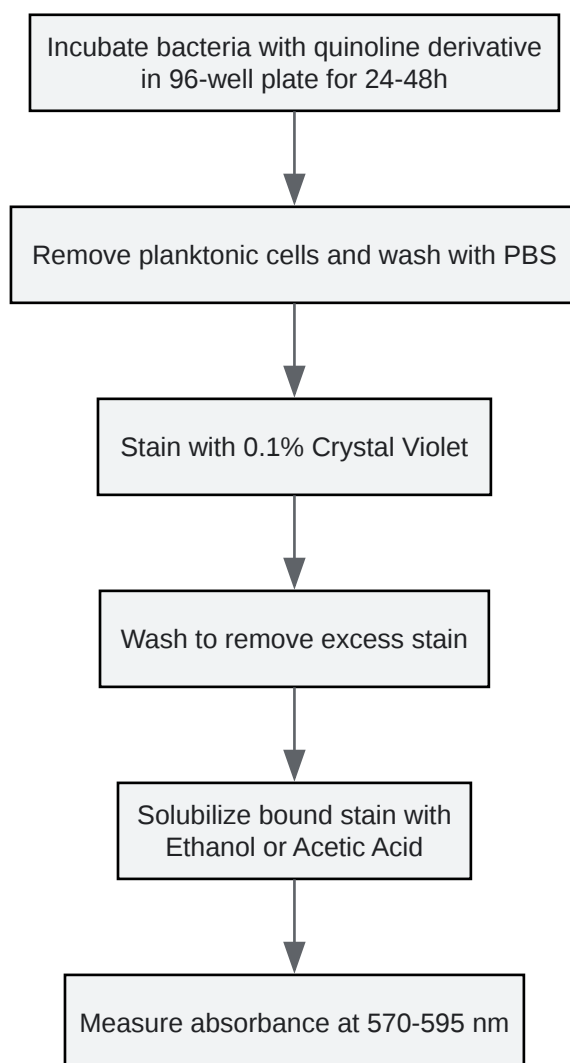 Incubate bacteria with quinoline derivative
in 96-well plate for 24-48h
Remove planktonic cells and wash with PBS
Stain with 0.1% Crystal Violet
Wash to remove excess stain
Solubilize bound stain with
Ethanol or Acetic Acid
Measure absorbance at 570-595 nm